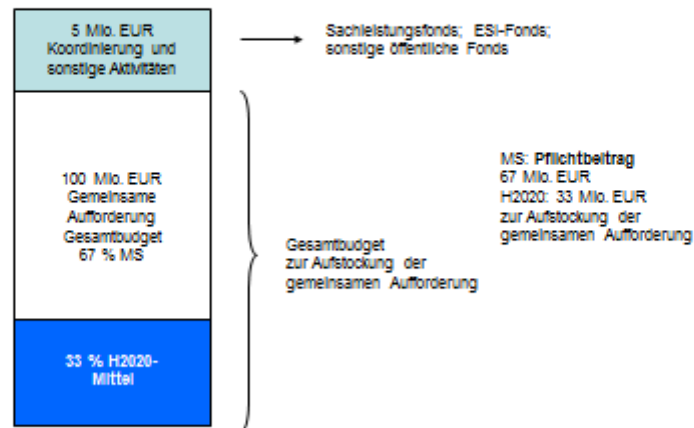 5 Mio. EUR
Koordinierung und
sonstige Aktivitäten
Sachleistungsfonds; ESI-Fonds;
sonstige öffentliche Fonds
100 Mio. EUR
Gemeinsame
Aufforderung
Gesamtbudget
67 % MS
Gesamtbudget
zur Aufstockung der
gemeinsamen Aufforderung
MS: Pflichtbeitrag
67 Mio. EUR
H2020: 33 Mio. EUR
zur Aufstockung der
gemeinsamen Aufforderung
33 % H2020-
Mittel